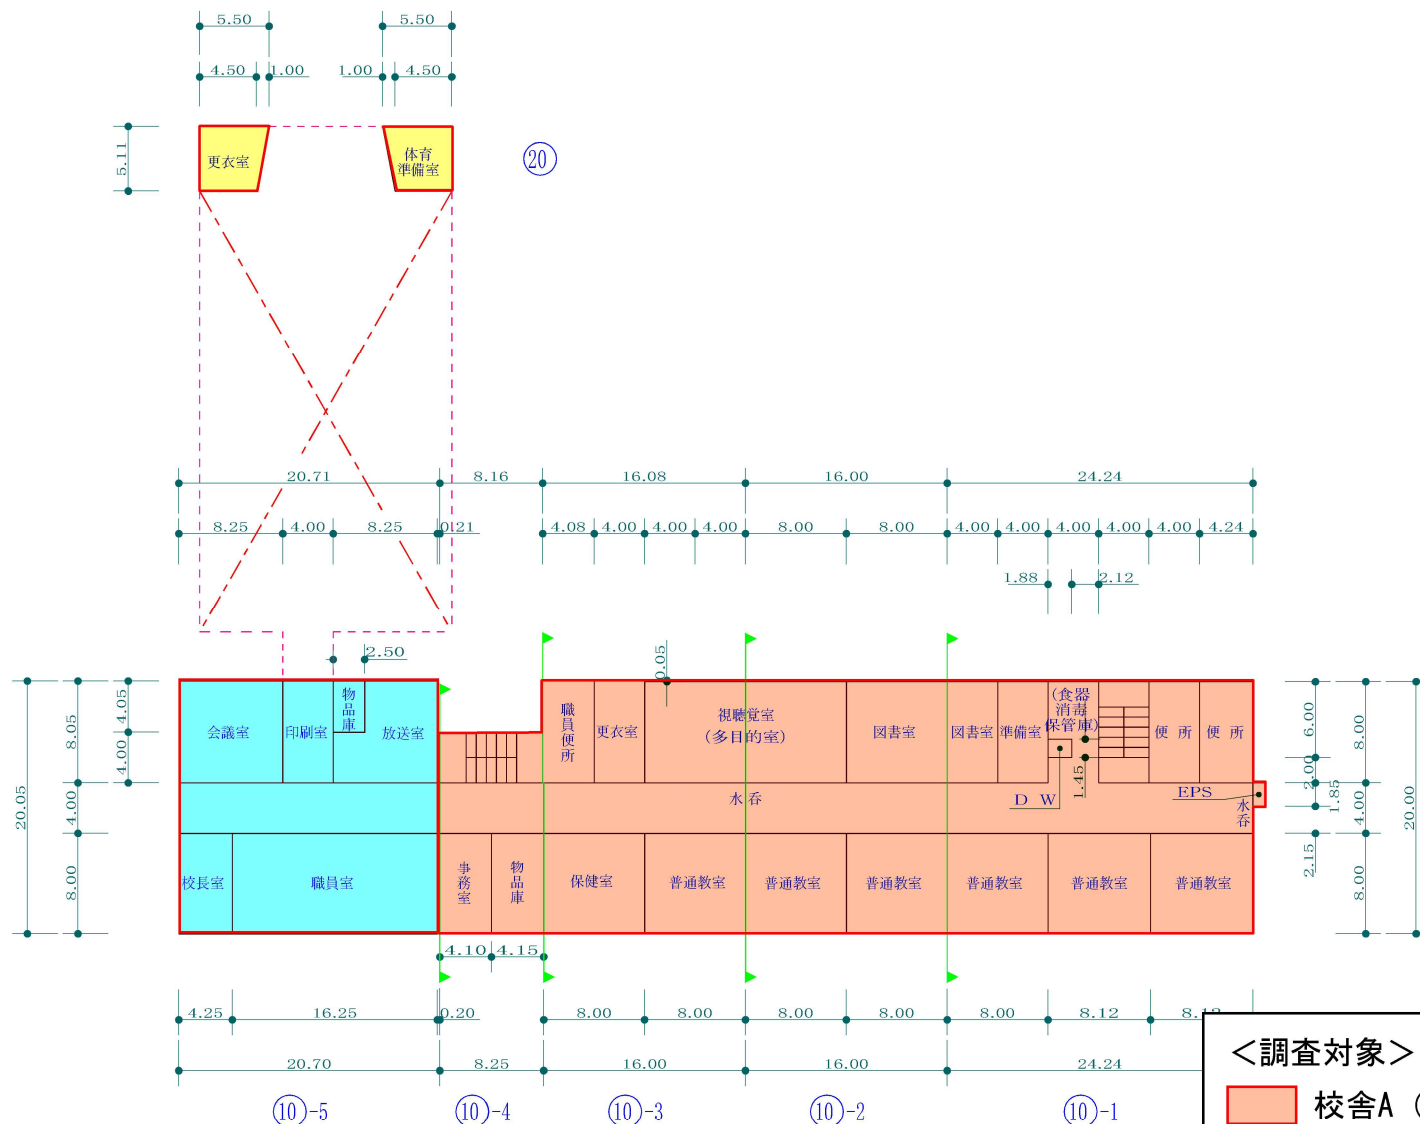 5.50 5.50
4.50 1.00 1.00 4.50
5.11
更衣室
体育
準備室
20
20.71 8.16 16.08 16.00 24.24
8.25 4.00 8.25 0.21 4.08 4.00 4.00 4.00 8.00 8.00 4.00 4.00 4.00 4.00 4.00 4.24
1.88 2.12
2.50
0.05
20.05
8.05
4.00
8.00
4.05
4.00
会議室
印刷室
物品庫
放送室
職員便所
更衣室
視聴覚室
(多目的室)
図書室
図書室
準備室
(食器
消毒
保管庫)
便 所
便 所
1.45
D W
水 呑
EPS
水呑
校長室
職員室
事務室
物品庫
保健室
普通教室
普通教室
普通教室
普通教室
普通教室
普通教室
6.00
2.00
1.85
2.15
8.00
4.00
8.00
20.00
4.10 4.15
4.25 16.25 0.20 8.00 8.00 8.00 8.00 8.00 8.12
20.70 8.25 16.00 16.00 24.24
(10)-5 (10)-4 (10)-3 (10)-2 (10)-1
＜調査対象＞
校舎A（